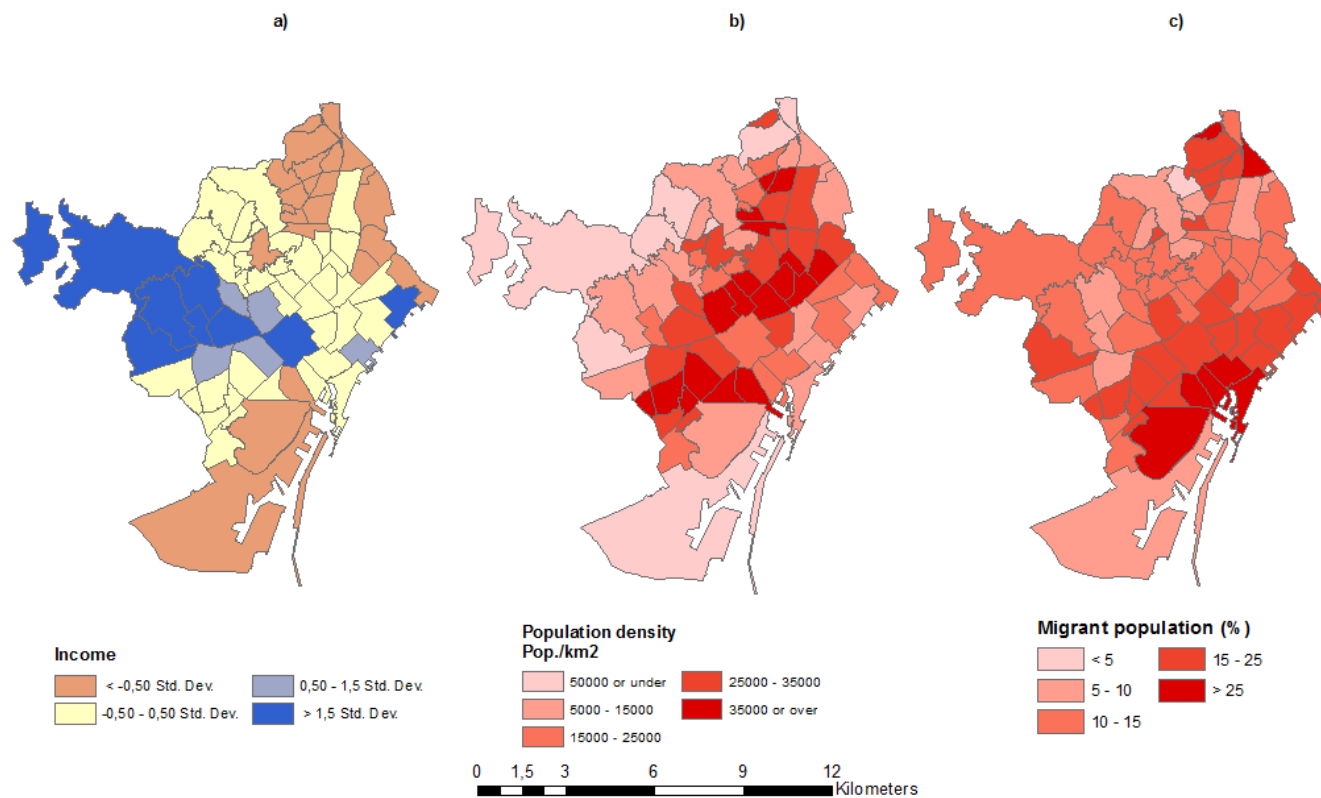 a) b) c)
Income
< -0,50 Std. Dev. 0,50 - 1,5 Std. Dev.
-0,50 - 0,50 Std. Dev. > 1,5 Std. Dev.
Population density
Pop./km2
50000 or under 25000 - 35000
5000 - 15000 35000 or over
15000 - 25000
0 1,5 3 6 9 12
Kilometers
Migrant population (%)
< 5 15 - 25
5 - 10 > 25
10 - 15